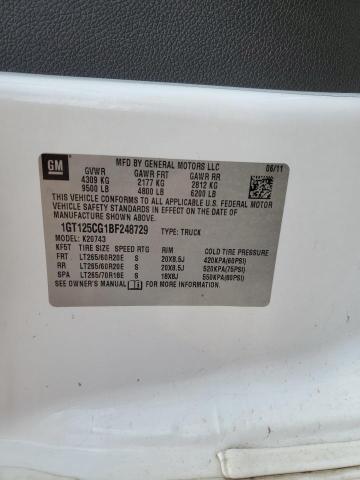 GM
MFD BY GENERAL MOTORS LLC 06/11
GVWR GAWR FRT GAWR RR
4309 KG 2177 KG 2812 KG
9500 LB 4800 LB 6200 LB
THIS VEHICLE CONFORMS TO ALL APPLICABLE U.S. FEDERAL MOTOR
VEHICLE SAFETY STANDARDS IN EFFECT ON THE DATE OF
MANUFACTURE SHOWN ABOVE.
1GT125CG1BF248729 TYPE: TRUCK
MODEL: K20743
KF5T TIRE SIZE SPEED RTG RIM COLD TIRE PRESSURE
FRT LT265/60R20E S 20X8.5J 420KPA(60PSI)
RR LT265/60R20E S 20X8.5J 520KPA(75PSI)
SPA LT265/70R18E S 18X8J 550KPA(80PSI)
SEE OWNER'S MANUAL FOR MORE INFORMATION.